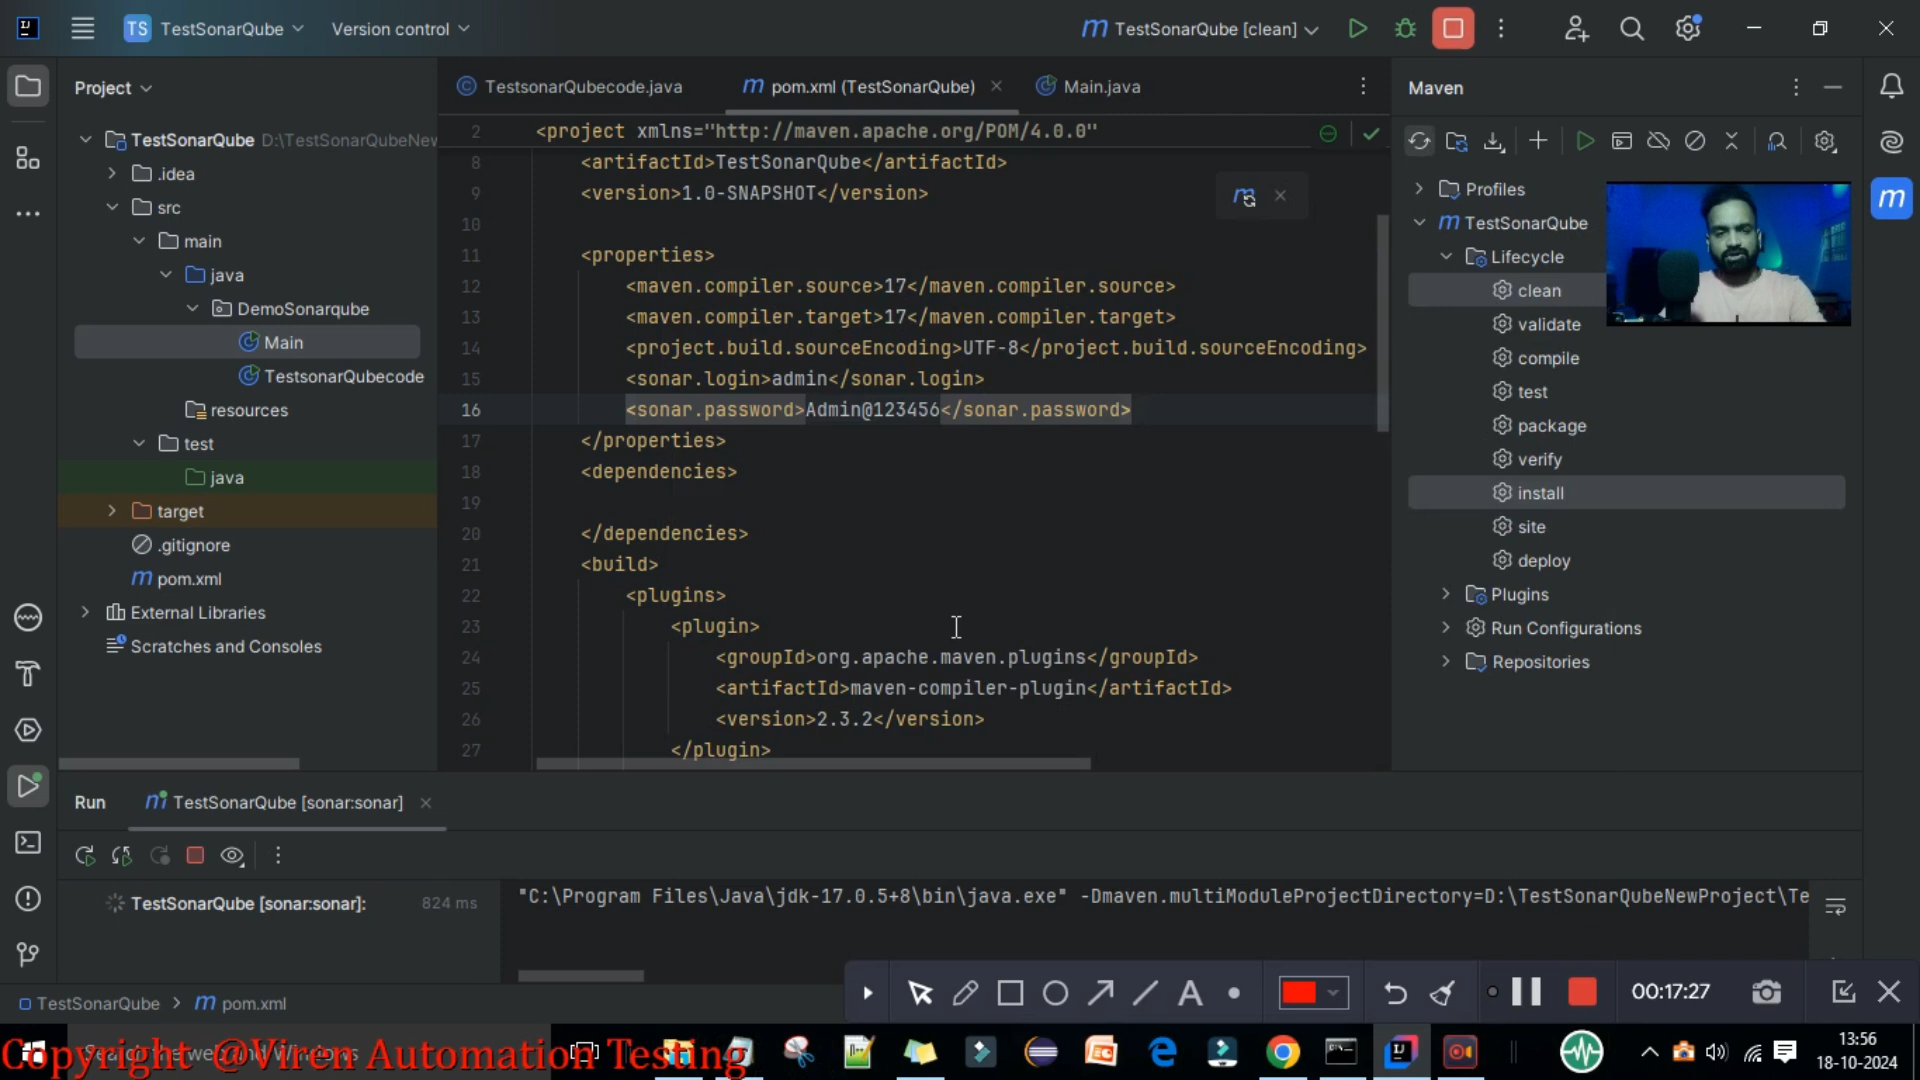 TS TestSonarQube Version control
m TestSonarQube [clean]
Project
TestSonarQube D:\TestSonarQubeNew
.idea
src
main
java
DemoSonarqube
Main
TestsonarQubecode
resources
test
java
target
.gitignore
m pom.xml
External Libraries
Scratches and Consoles
TestsonarQubecode.java
m pom.xml (TestSonarQube)
Main.java
2 <project xmlns="http://maven.apache.org/POM/4.0.0"
8 <artifactId>TestSonarQube</artifactId>
9 <version>1.0-SNAPSHOT</version>
10
11 <properties>
12 <maven.compiler.source>17</maven.compiler.source>
13 <maven.compiler.target>17</maven.compiler.target>
14 <project.build.sourceEncoding>UTF-8</project.build.sourceEncoding>
15 <sonar.login>admin</sonar.login>
16 <sonar.password>Admin@123456</sonar.password>
17 </properties>
18 <dependencies>
19
20 </dependencies>
21 <build>
22 <plugins>
23 <plugin>
24 <groupId>org.apache.maven.plugins</groupId>
25 <artifactId>maven-compiler-plugin</artifactId>
26 <version>2.3.2</version>
27 </plugin>
Maven
Profiles
m TestSonarQube
Lifecycle
clean
validate
compile
test
package
verify
install
site
deploy
Plugins
Run Configurations
Repositories
m
Run TestSonarQube [sonar:sonar]
TestSonarQube [sonar:sonar]: 824 ms
"C:\Program Files\Java\jdk-17.0.5+8\bin\java.exe" -Dmaven.multiModuleProjectDirectory=D:\TestSonarQubeNewProject\Te
TestSonarQube > m pom.xml
00:17:27
Search the web and Windows
Copyright @Viren Automation Testing
13:56
18-10-2024